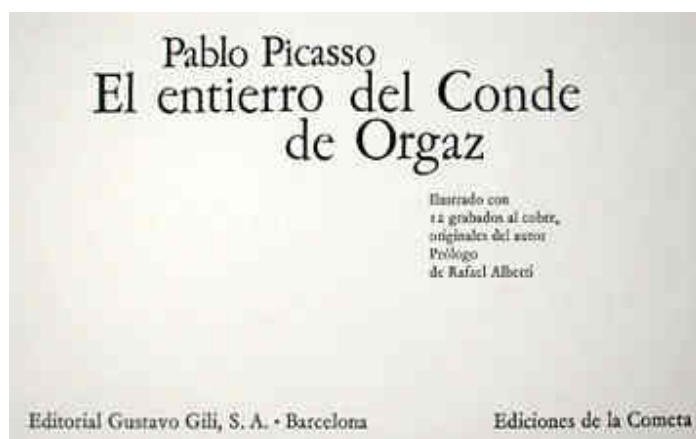 Pablo Picasso
El entierro del Conde
de Orgaz
Ilustrado con
12 grabados al cobre,
originales del autor
Prólogo
de Rafael Alberti
Editorial Gustavo Gili, S. A. • Barcelona
Ediciones de la Cometa